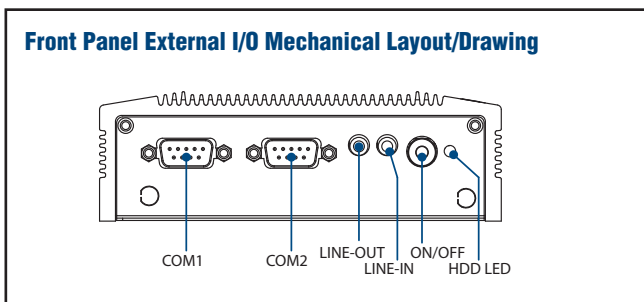 Front Panel External I/O Mechanical Layout/Drawing
COM1
COM2
LINE-OUT
LINE-IN
ON/OFF
HDD LED